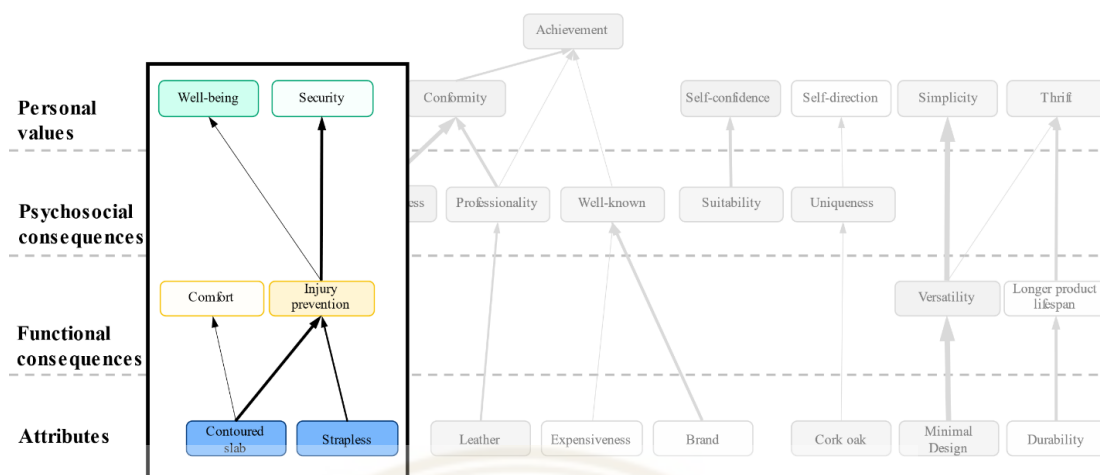 Achievement
Personal
values
Well-being
Security
Conformity
Self-confidence
Self-direction
Simplicity
Thrift
Psychosocial
consequences
ess
Professionality
Well-known
Suitability
Uniqueness
Functional
consequences
Comfort
Injury
prevention
Versatility
Longer product
lifespan
Attributes
Contoured
slab
Strapless
Leather
Expensiveness
Brand
Cork oak
Minimal
Design
Durability